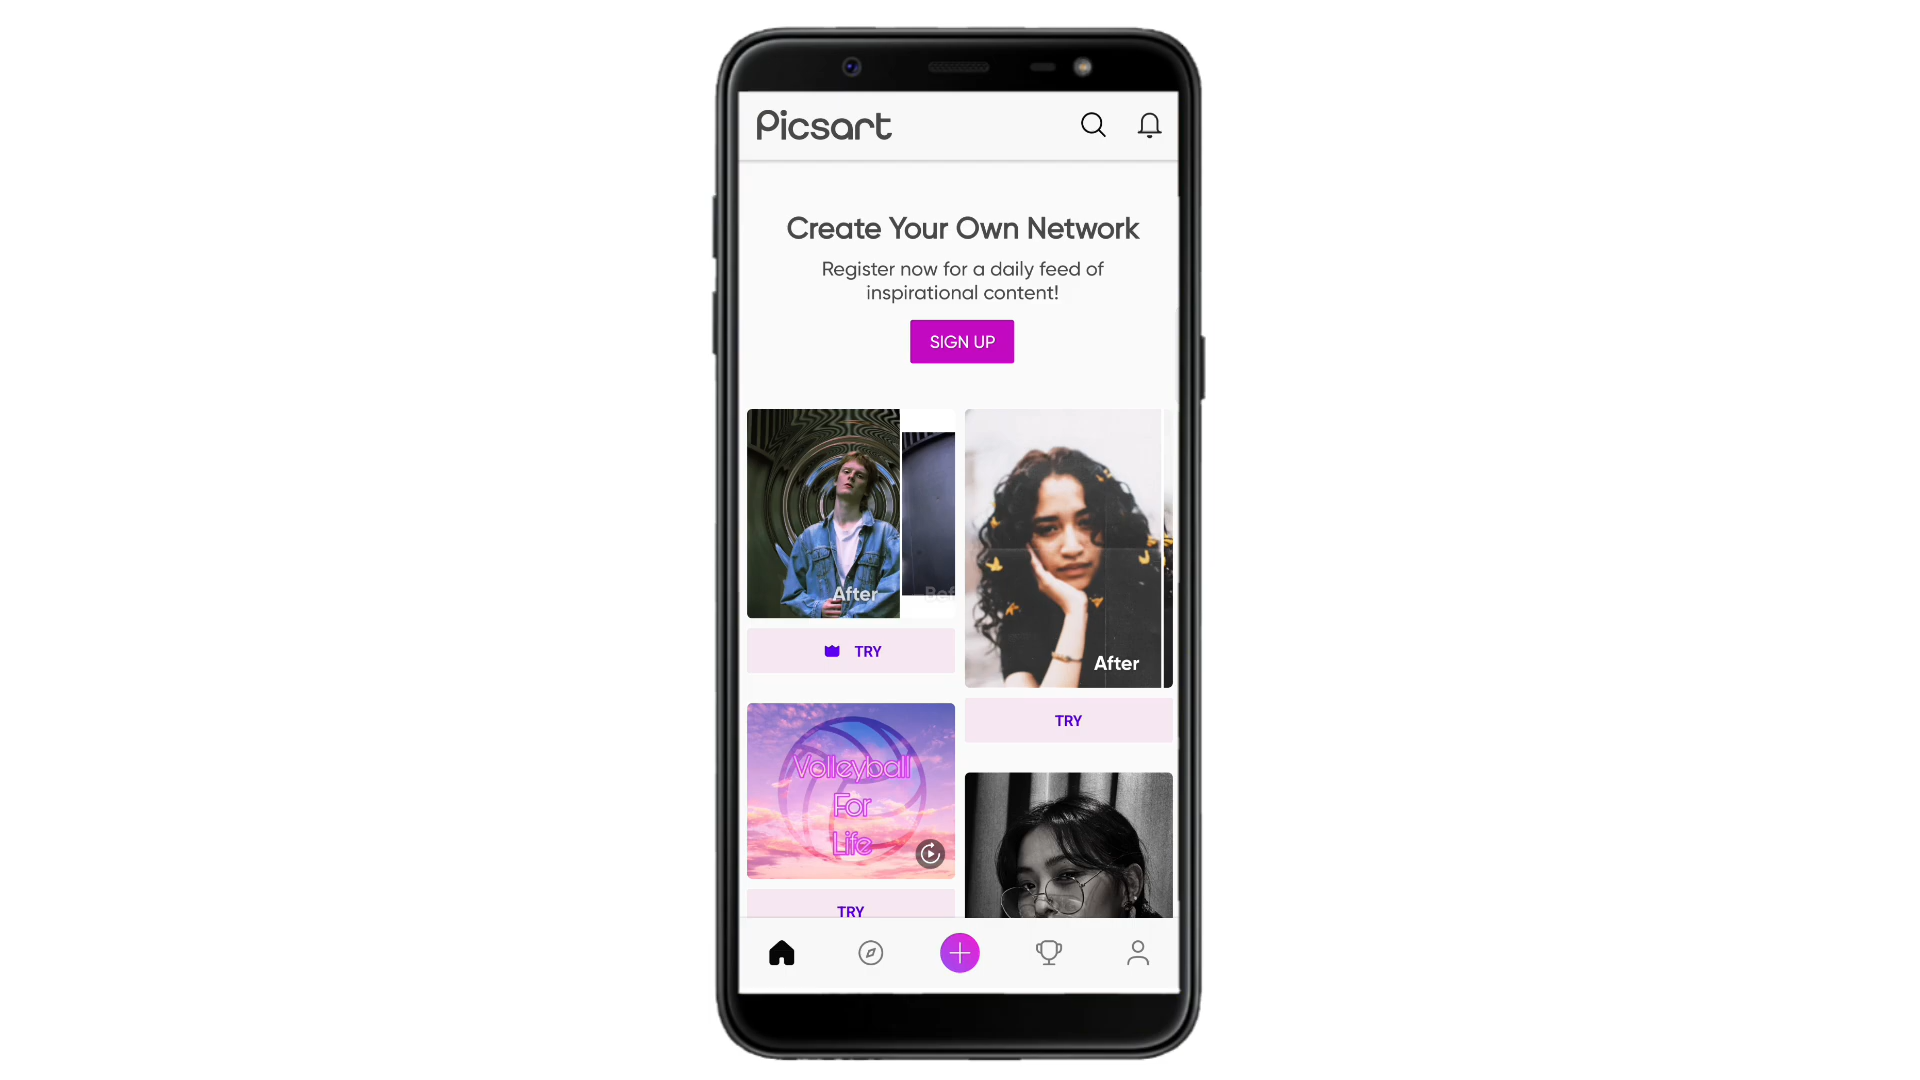 Picsart
Create Your Own Network
Register now for a daily feed of
inspirational content!
SIGN UP
After
Bef
TRY
After
TRY
Volleyball
For
Life
TRY